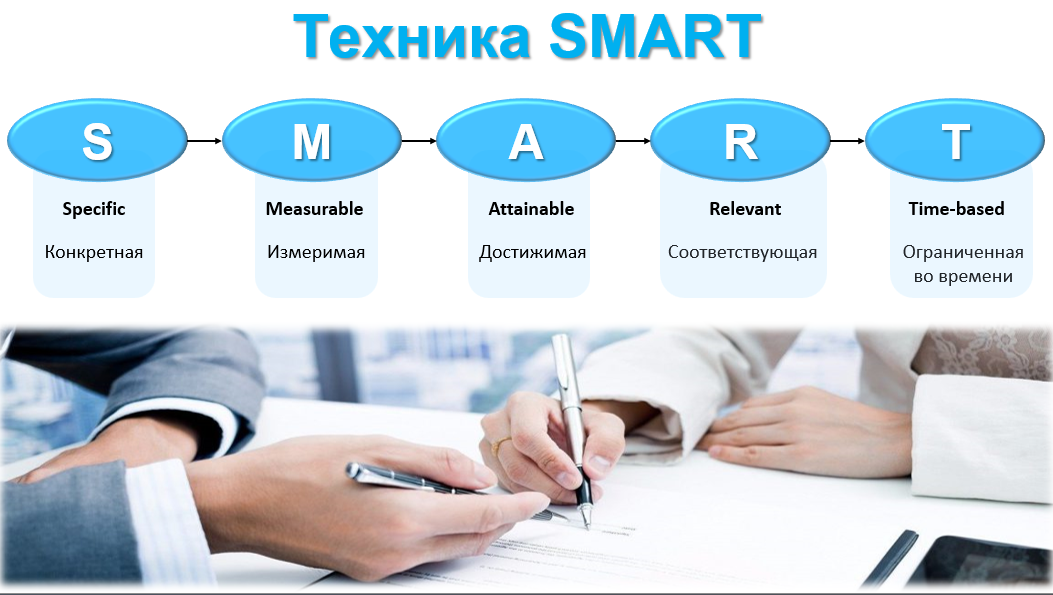 Техника SMART
S
M
A
R
T
Specific
Measurable
Attainable
Relevant
Time-based
Конкретная
Измеримая
Достижимая
Соответствующая
Ограниченная
во времени